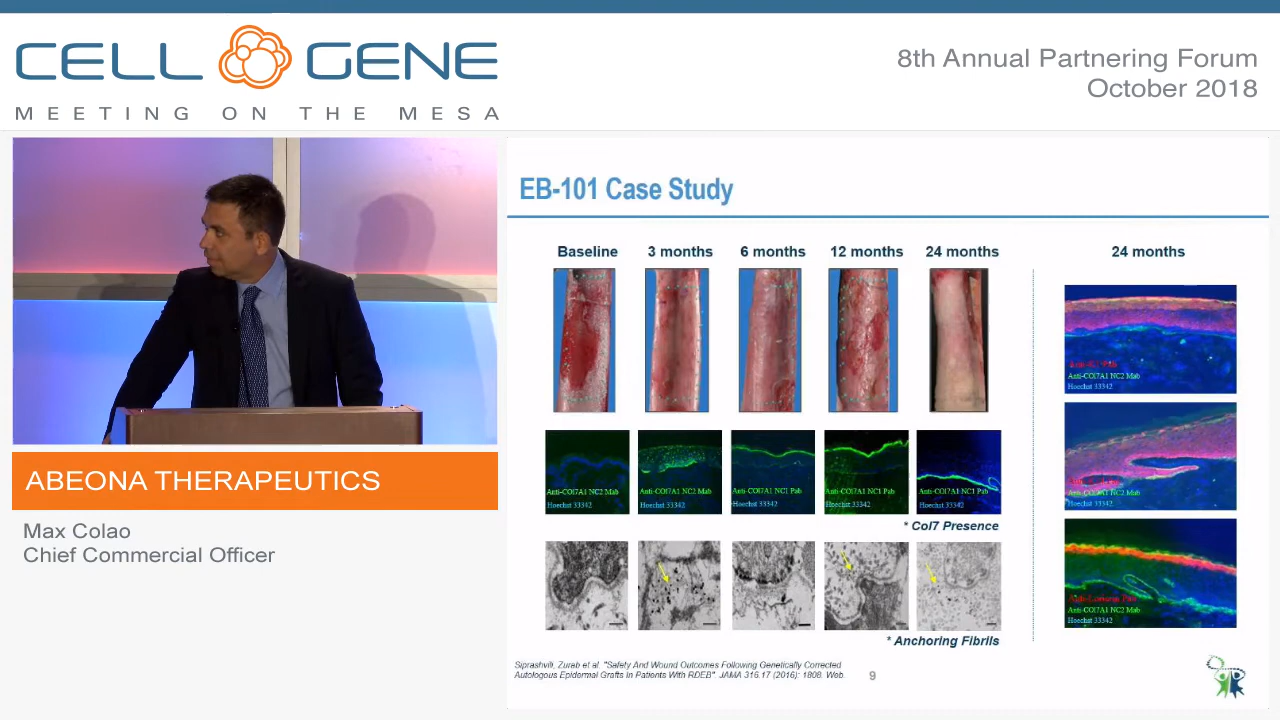 CELL GENE
MEETING ON THE MESA
8th Annual Partnering Forum
October 2018
ABEONA THERAPEUTICS
Max Colao
Chief Commercial Officer
EB-101 Case Study
Baseline
3 months
6 months
12 months
24 months
24 months
Anti-COl7A1 NC2 Mab
Hoechst 33342
Anti-COl7A1 NC2 Mab
Hoechst 33342
Anti-COl7A1 NC1 Pab
Hoechst 33342
Anti-COl7A1 NC1 Pab
Hoechst 33342
Anti-COl7A1 NC1 Pab
Hoechst 33342
* Col7 Presence
* Anchoring Fibrils
Anti-COl7A1 NC2 Mab
Hoechst 33342
Anti-COl7A1 NC2 Mab
Hoechst 33342
Anti-Loricrin Pab
Anti-COl7A1 NC2 Mab
Hoechst 33342
Siprashvili, Zurab et al. "Safety And Wound Outcomes Following Genetically Corrected
Autologous Epidermal Grafts In Patients With RDEB". JAMA 316.17 (2016): 1808. Web.
9